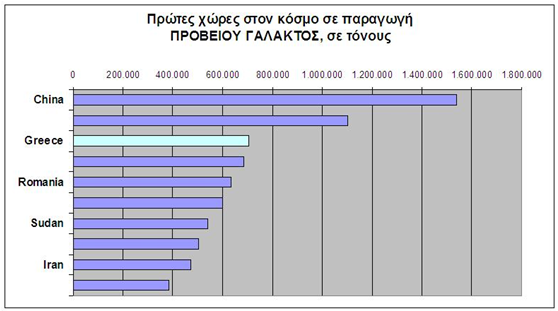 Πρώτες χώρες στον κόσμο σε παραγωγή
ΠΡΟΒΕΙΟΥ ΓΑΛΑΚΤΟΣ, σε τόνους
0 200.000 400.000 600.000 800.000 1.000.000 1.200.000 1.400.000 1.600.000 1.800.000
China
Greece
Romania
Sudan
Iran